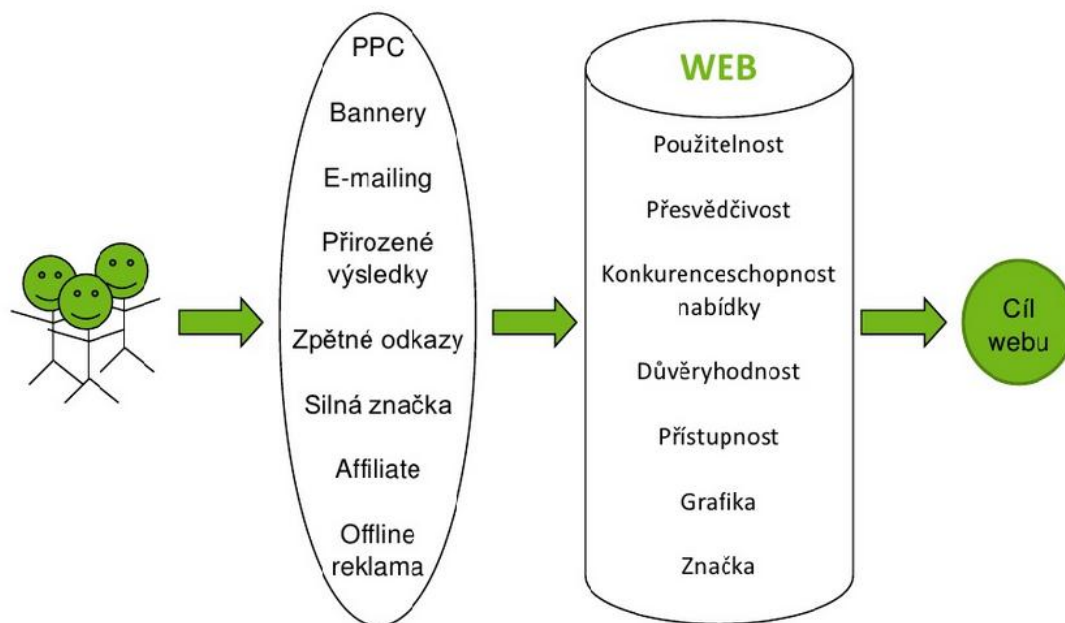 PPC
Bannery
E-mailing
Přirozené
výsledky
Zpětné odkazy
Silná značka
Affiliate
Offline
reklama
WEB
Použitelnost
Přesvědčivost
Konkurenceschopnost
nabídky
Důvěryhodnost
Přístupnost
Grafika
Značka
Cíl
webu